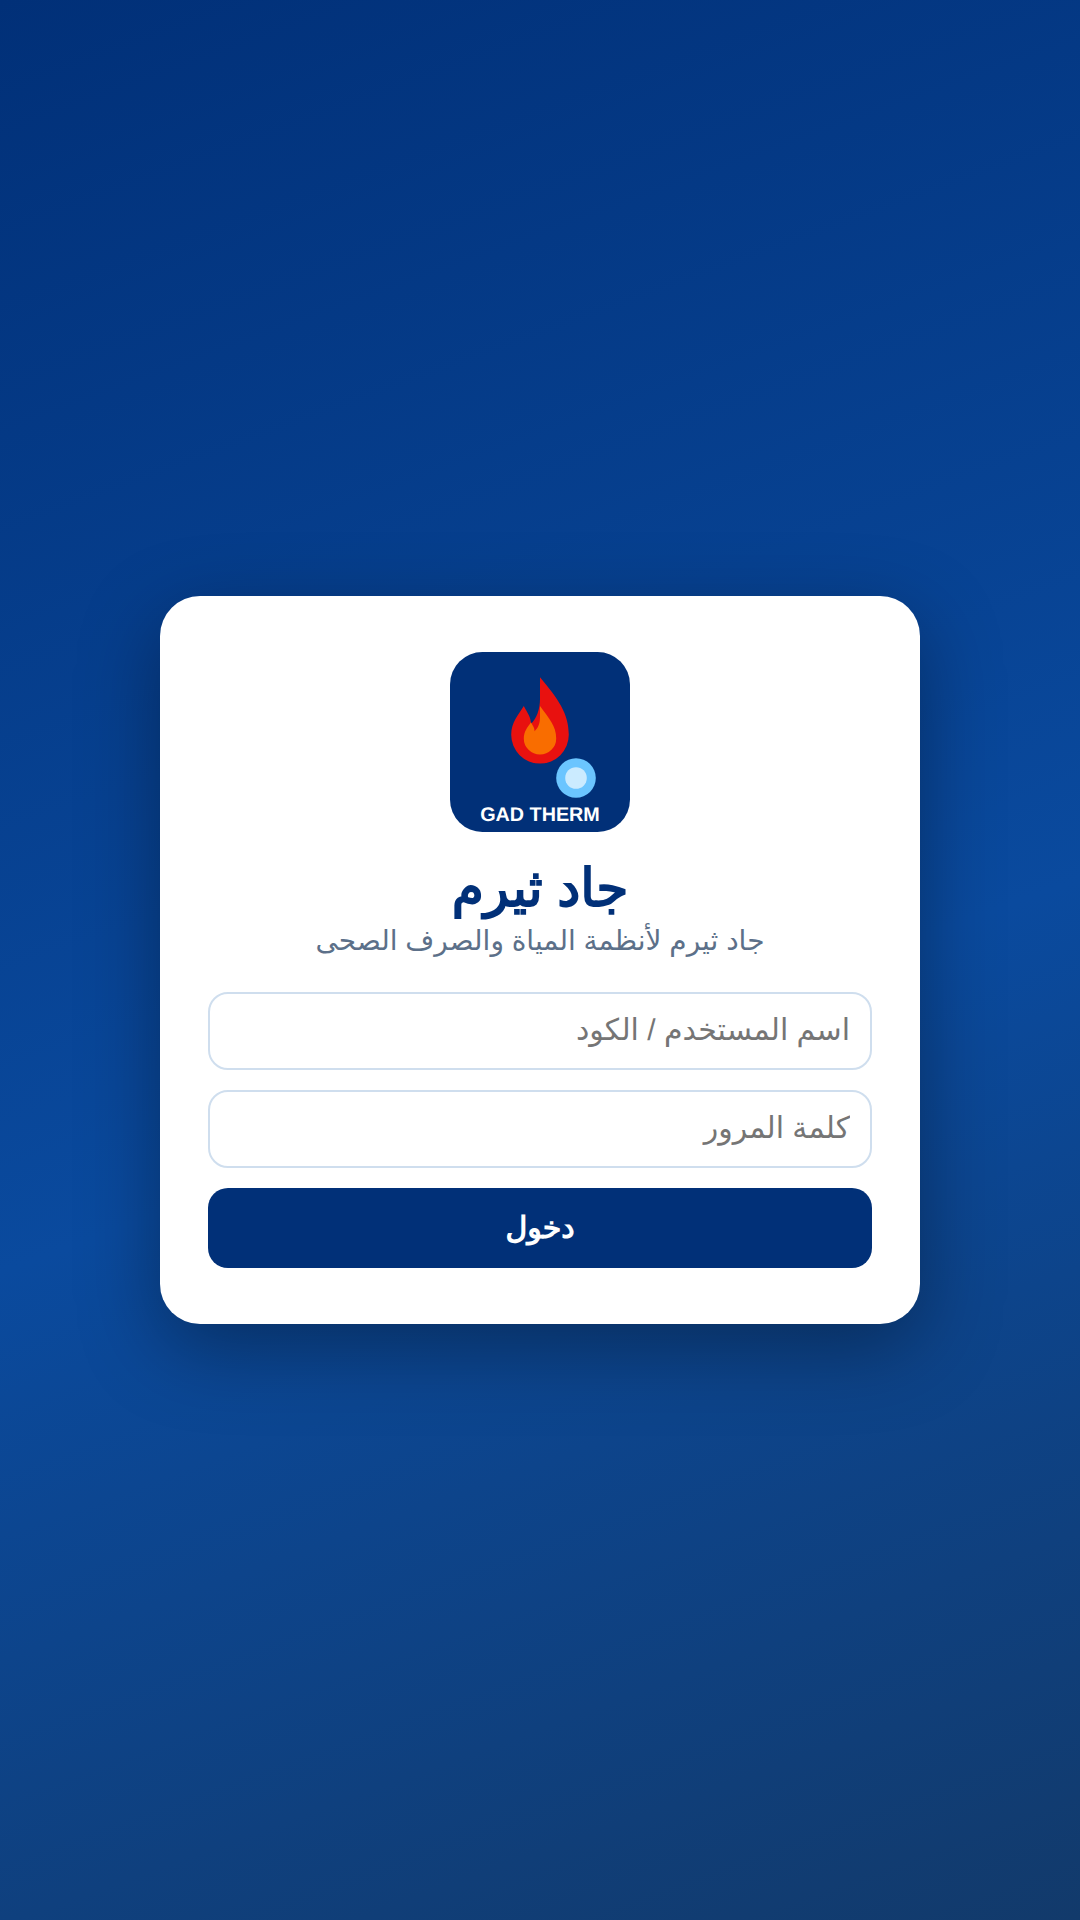 GAD THERM
جاد ثيرم
جاد ثيرم لأنظمة المياة والصرف الصحى
اسم المستخدم / الكود
كلمة المرور
دخول